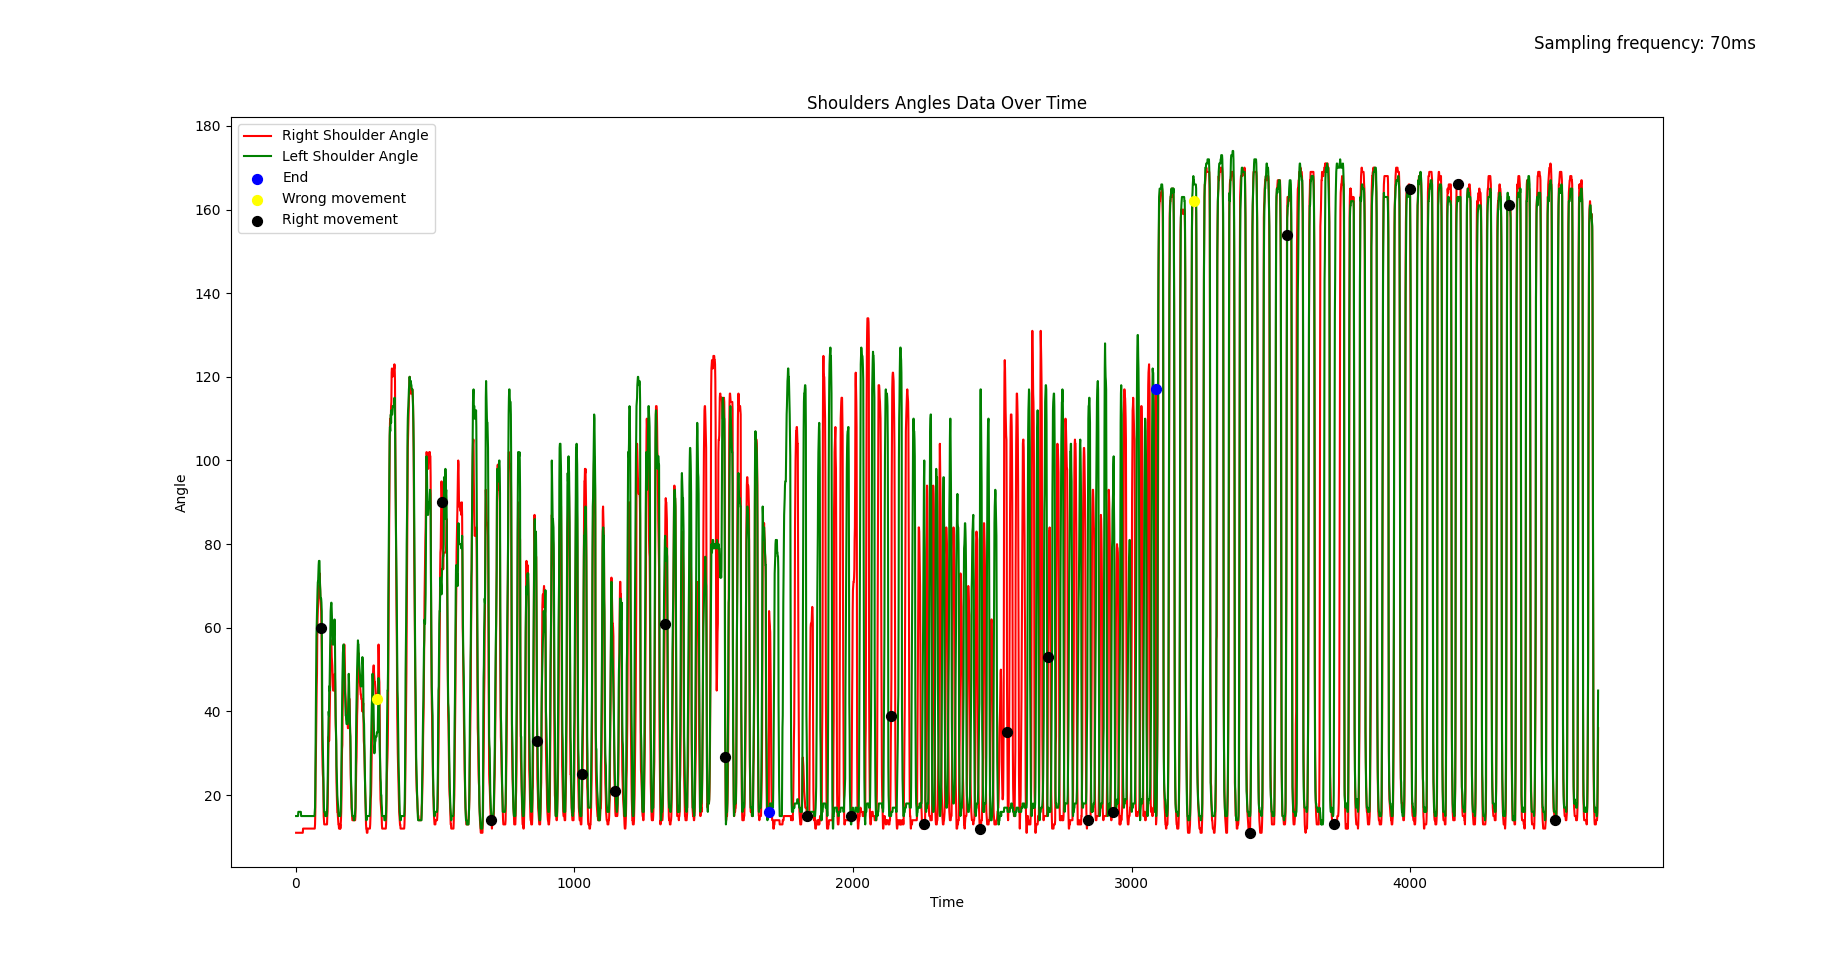 Sampling frequency: 70ms
Shoulders Angles Data Over Time
Right Shoulder Angle
Left Shoulder Angle
End
Wrong movement
Right movement
180
160
140
120
100
80
60
40
20
Angle
0 1000 2000 3000 4000
Time